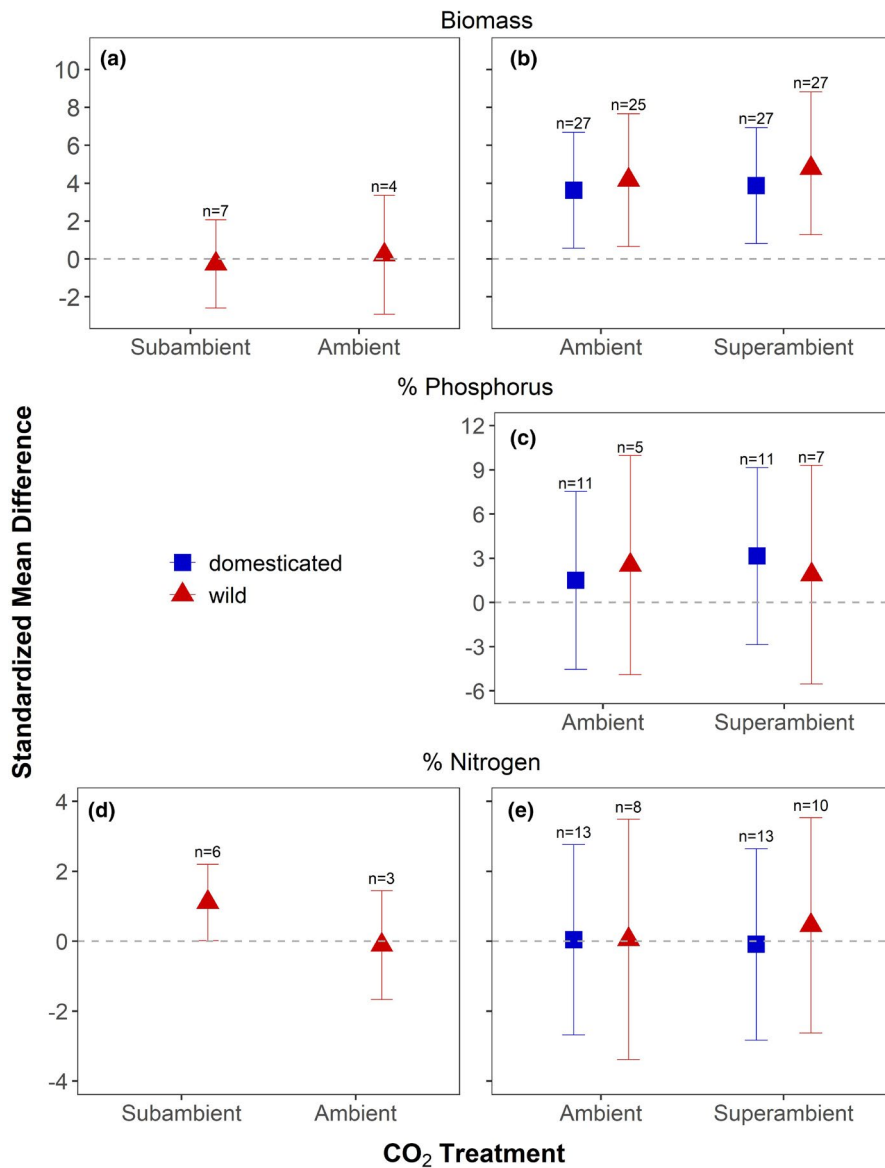 Biomass
(a)
10
8
6
4
2
0
-2
n=7
n=4
Subambient
Ambient
(b)
n=27
n=25
n=27
n=27
Ambient
Superambient
% Phosphorus
Standardized Mean Difference
domesticated
wild
(c)
12
9
6
3
0
-3
-6
n=11
n=5
n=11
n=7
Ambient
Superambient
% Nitrogen
(d)
4
2
0
-2
-4
n=6
n=3
Subambient
Ambient
(e)
n=13
n=8
n=13
n=10
Ambient
Superambient
CO₂ Treatment